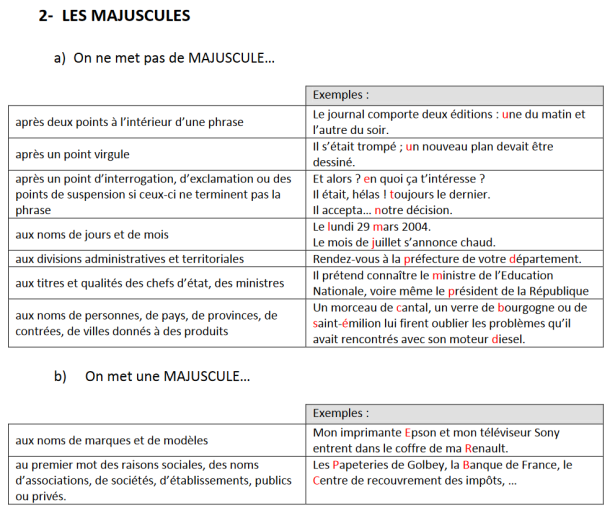 2- LES MAJUSCULES
a) On ne met pas de MAJUSCULE...
Exemples :
après deux points à l'intérieur d'une phrase
Le journal comporte deux éditions : une du matin et
l'autre du soir.
après un point virgule
Il s'était trompé ; un nouveau plan devait être
dessiné.
après un point d'interrogation, d'exclamation ou des
points de suspension si ceux-ci ne terminent pas la
phrase
Et alors ? en quoi ça t'intéresse ?
Il était, hélas ! toujours le dernier.
Il accepta... notre décision.
aux noms de jours et de mois
Le lundi 29 mars 2004.
Le mois de juillet s'annonce chaud.
aux divisions administratives et territoriales
Rendez-vous à la préfecture de votre département.
aux titres et qualités des chefs d'état, des ministres
Il prétend connaître le ministre de l'Education
Nationale, voire même le président de la République
aux noms de personnes, de pays, de provinces, de
contrées, de villes donnés à des produits
Un morceau de cantal, un verre de bourgogne ou de
saint-émilion lui firent oublier les problèmes qu'il
avait rencontrés avec son moteur diesel.
b) On met une MAJUSCULE...
Exemples :
aux noms de marques et de modèles
Mon imprimante Epson et mon téléviseur Sony
entrent dans le coffre de ma Renault.
au premier mot des raisons sociales, des noms
d'associations, de sociétés, d'établissements, publics
ou privés.
Les Papeteries de Golbey, la Banque de France, le
Centre de recouvrement des impôts, ...